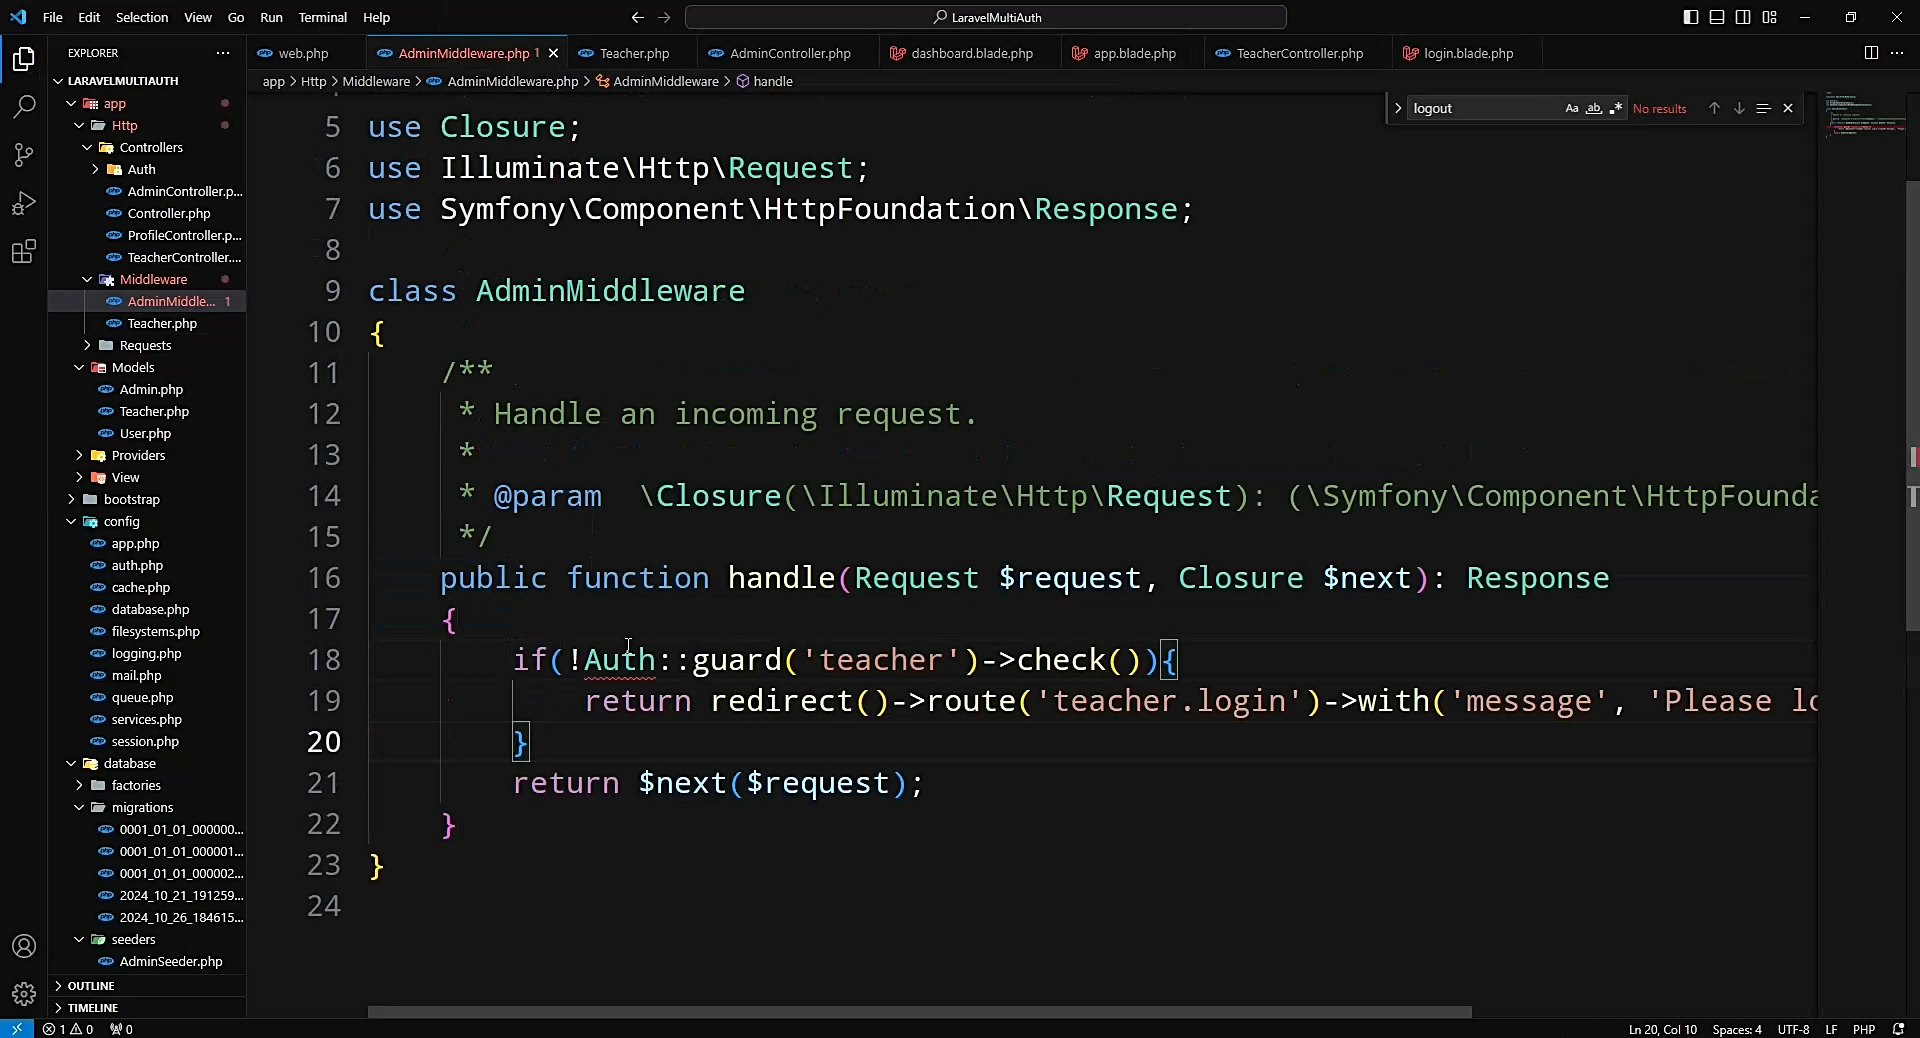 File Edit Selection View Go Run Terminal Help
LaravelMultiAuth
EXPLORER
LARAVELMULTIAUTH
app
Http
Controllers
Auth
AdminController.p...
Controller.php
ProfileController.p...
TeacherController....
Middleware
AdminMiddle... 1
Teacher.php
Requests
Models
Admin.php
Teacher.php
User.php
Providers
View
bootstrap
config
app.php
auth.php
cache.php
database.php
filesystems.php
logging.php
mail.php
queue.php
services.php
session.php
database
factories
migrations
0001_01_01_000000...
0001_01_01_000001...
0001_01_01_000002...
2024_10_21_191259...
2024_10_26_184615...
seeders
AdminSeeder.php
OUTLINE
TIMELINE
web.php AdminMiddleware.php 1 Teacher.php AdminController.php dashboard.blade.php app.blade.php TeacherController.php login.blade.php
app > Http > Middleware > AdminMiddleware.php > AdminMiddleware > handle
logout Aa ab .* No results
5 use Closure;
6 use Illuminate\Http\Request;
7 use Symfony\Component\HttpFoundation\Response;
8
9 class AdminMiddleware
10 {
11 /**
12 * Handle an incoming request.
13 *
14 * @param  \Closure(\Illuminate\Http\Request): (\Symfony\Component\HttpFounda
15 */
16 public function handle(Request $request, Closure $next): Response
17 {
18 if(!Auth::guard('teacher')->check()){
19 return redirect()->route('teacher.login')->with('message', 'Please lo
20 }
21 return $next($request);
22 }
23 }
24
1 0 0 Ln 20, Col 10 Spaces: 4 UTF-8 LF PHP